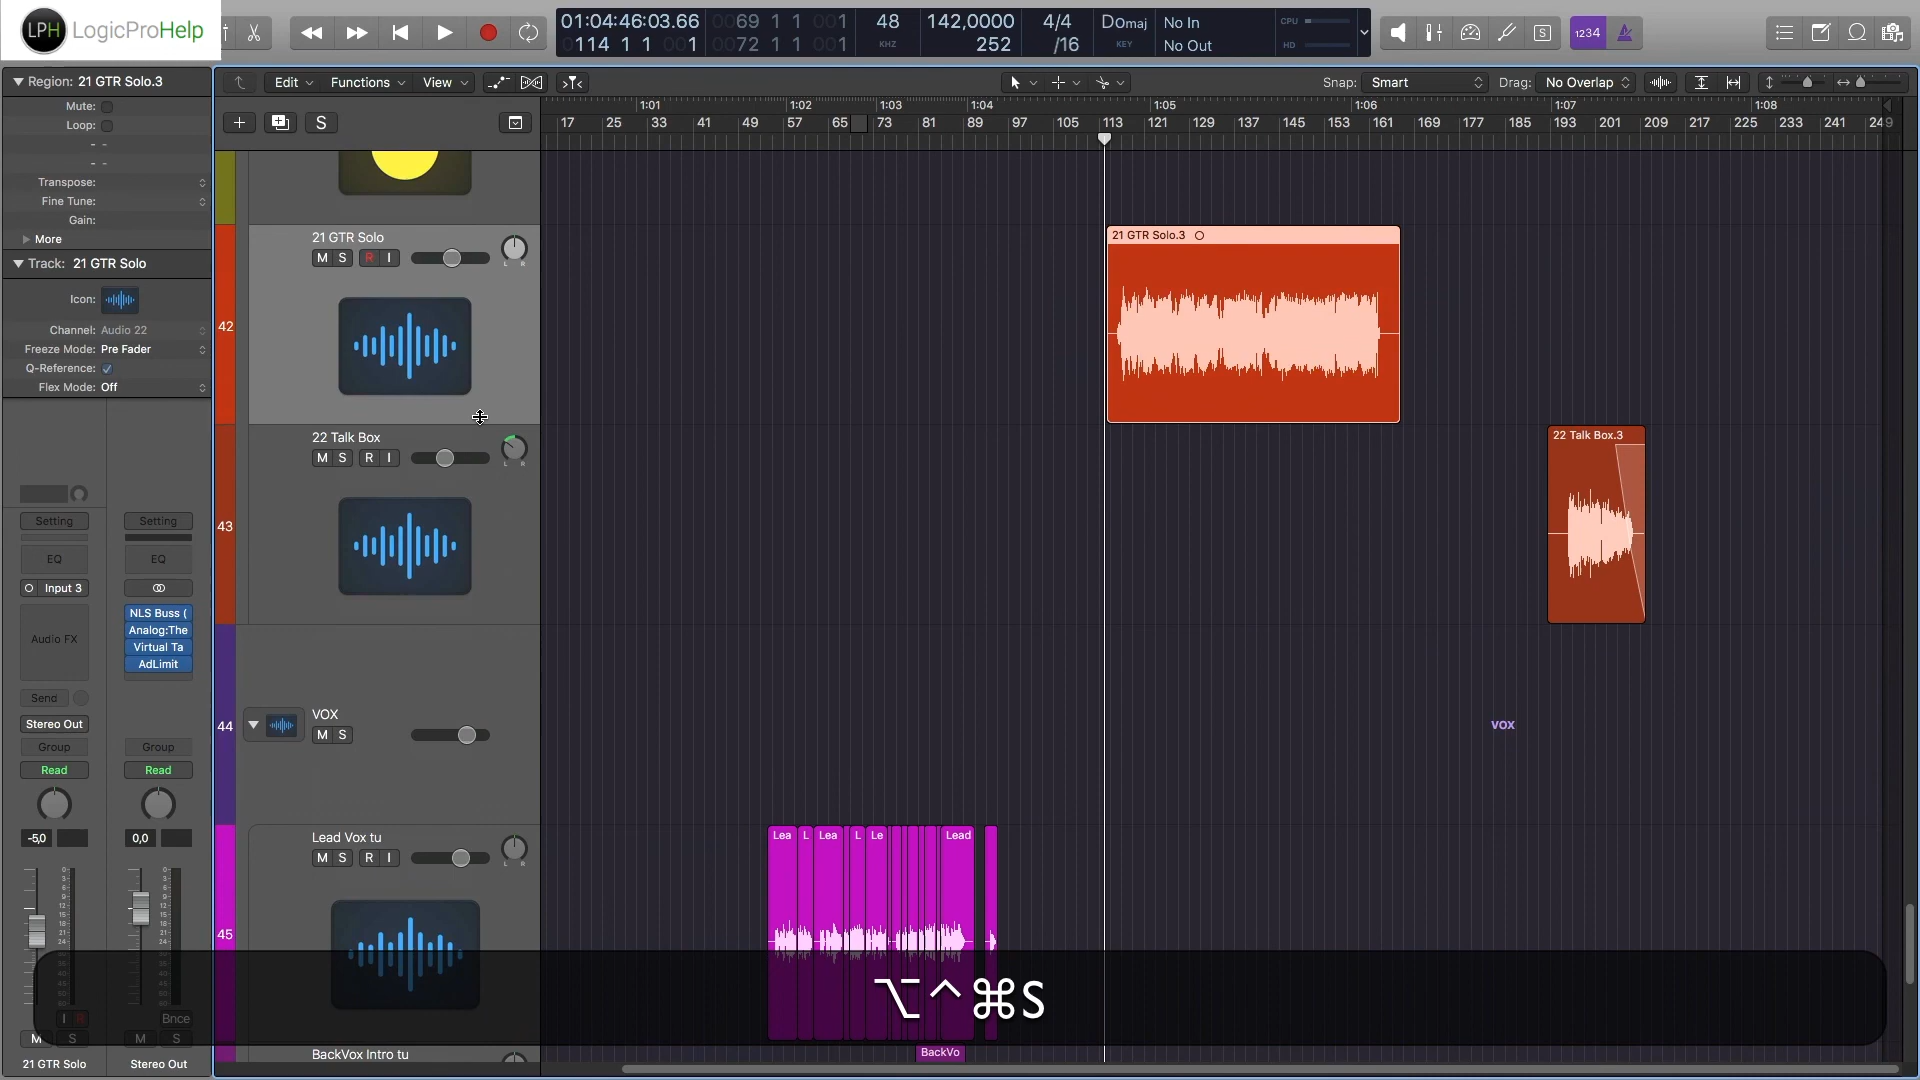 LPH LogicProHelp
01:04:46:03.66 0069 1 1 001 48 142,0000 4/4 Domaj No In CPU
0114 1 1 001 0072 1 1 001 KHZ 252 /16 KEY No Out HD
S 1234
Region: 21 GTR Solo.3
Edit Functions View Snap: Smart Drag: No Overlap
Mute:
Loop:
Transpose:
Fine Tune:
Gain:
More
Track: 21 GTR Solo
Icon:
Channel: Audio 22
Freeze Mode: Pre Fader
Q-Reference:
Flex Mode: Off
S
1:01 1:02 1:03 1:04 1:05 1:06 1:07 1:08
17 25 33 41 49 57 65 73 81 89 97 105 113 121 129 137 145 153 161 169 177 185 193 201 209 217 225 233 241 249
42
21 GTR Solo
M S R I
L R
21 GTR Solo.3
43
22 Talk Box
M S R I
L R
22 Talk Box.3
44
VOX
M S
VOX
45
Lead Vox tu
M S R I
L R
Lea L Lea L Le Lead
BackVox Intro tu
BackVo
Setting Setting
EQ EQ
Input 3
Audio FX
NLS Buss (
Analog:The
Virtual Ta
AdLimit
Send
Stereo Out
Group Group
Read Read
-5,0 0,0
I R Bnce
M S M S
21 GTR Solo Stereo Out
⌥^⌘S